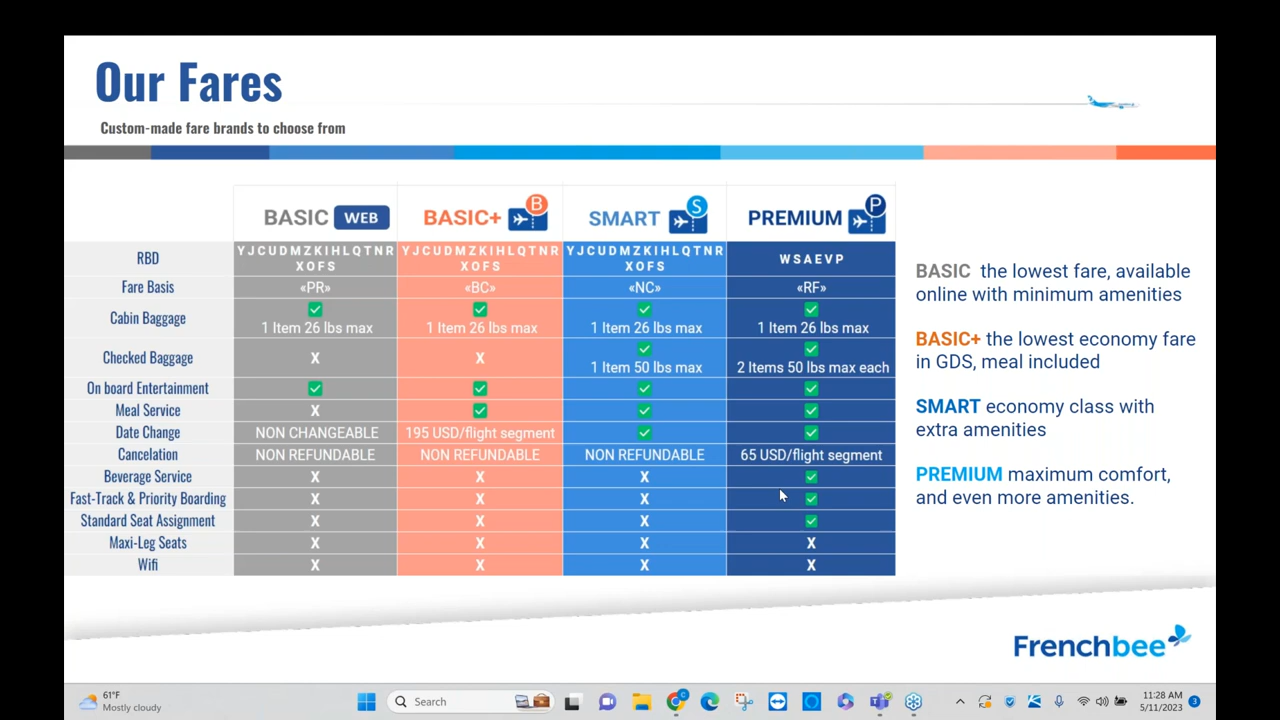 Our Fares
Custom-made fare brands to choose from
BASIC WEB BASIC+ B SMART S PREMIUM P
RBD Y J C U D M Z K I H L Q T N R X O F S Y J C U D M Z K I H L Q T N R X O F S Y J C U D M Z K I H L Q T N R X O F S W S A E V P
Fare Basis «PR» «BC» «NC» «RF»
Cabin Baggage 1 Item 26 lbs max 1 Item 26 lbs max 1 Item 26 lbs max 1 Item 26 lbs max
Checked Baggage X X 1 Item 50 lbs max 2 Items 50 lbs max each
On board Entertainment
Meal Service X
Date Change NON CHANGEABLE 195 USD/flight segment
Cancelation NON REFUNDABLE NON REFUNDABLE NON REFUNDABLE 65 USD/flight segment
Beverage Service X X X
Fast-Track & Priority Boarding X X X
Standard Seat Assignment X X X
Maxi-Leg Seats X X X X
Wifi X X X X
BASIC the lowest fare, available
online with minimum amenities
BASIC+ the lowest economy fare
in GDS, meal included
SMART economy class with
extra amenities
PREMIUM maximum comfort,
and even more amenities.
Frenchbee
61°F
Mostly cloudy
Search
11:28 AM
5/11/2023
3